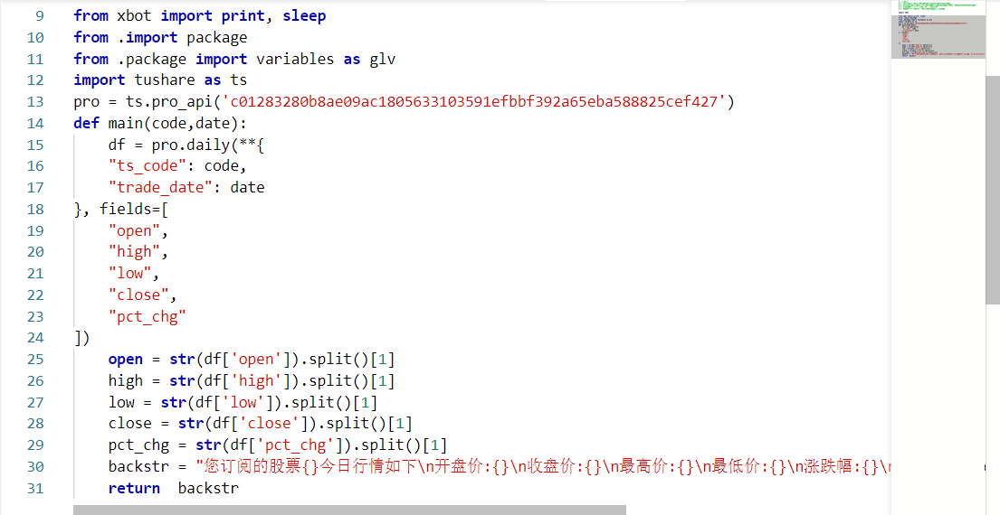 9 from xbot import print, sleep
10 from .import package
11 from .package import variables as glv
12 import tushare as ts
13 pro = ts.pro_api('c01283280b8ae09ac1805633103591efbbf392a65eba588825cef427')
14 def main(code,date):
15     df = pro.daily(**{
16     "ts_code": code,
17     "trade_date": date
18 }, fields=[
19     "open",
20     "high",
21     "low",
22     "close",
23     "pct_chg"
24 ])
25     open = str(df['open']).split()[1]
26     high = str(df['high']).split()[1]
27     low = str(df['low']).split()[1]
28     close = str(df['close']).split()[1]
29     pct_chg = str(df['pct_chg']).split()[1]
30     backstr = "您订阅的股票{}今日行情如下\n开盘价:{}\n收盘价:{}\n最高价:{}\n最低价:{}\n涨跌幅:{}\n
31     return  backstr